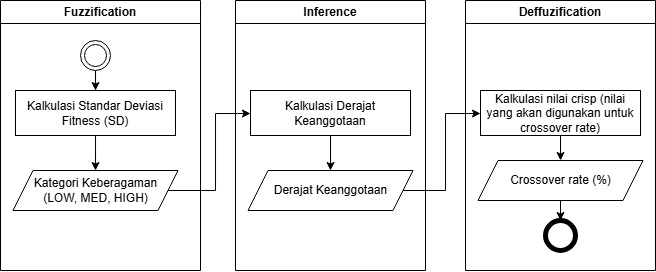 Fuzzification
Kalkulasi Standar Deviasi
Fitness (SD)
Kategori Keberagaman
(LOW, MED, HIGH)
Inference
Kalkulasi Derajat
Keanggotaan
Derajat Keanggotaan
Deffuzification
Kalkulasi nilai crisp (nilai
yang akan digunakan untuk
crossover rate)
Crossover rate (%)